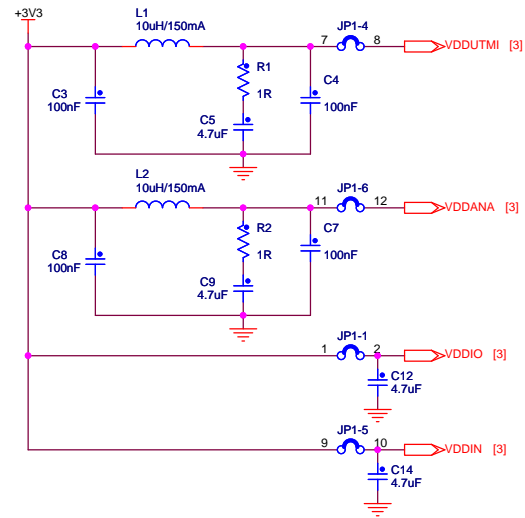 +3V3
L1
10uH/150mA
JP1-4
7 8
VDDUTMI [3]
R1
1R
C3
100nF
C4
100nF
C5
4.7uF
L2
10uH/150mA
JP1-6
11 12
VDDANA [3]
R2
1R
C8
100nF
C7
100nF
C9
4.7uF
JP1-1
1 2
VDDIO [3]
C12
4.7uF
JP1-5
9 10
VDDIN [3]
C14
4.7uF